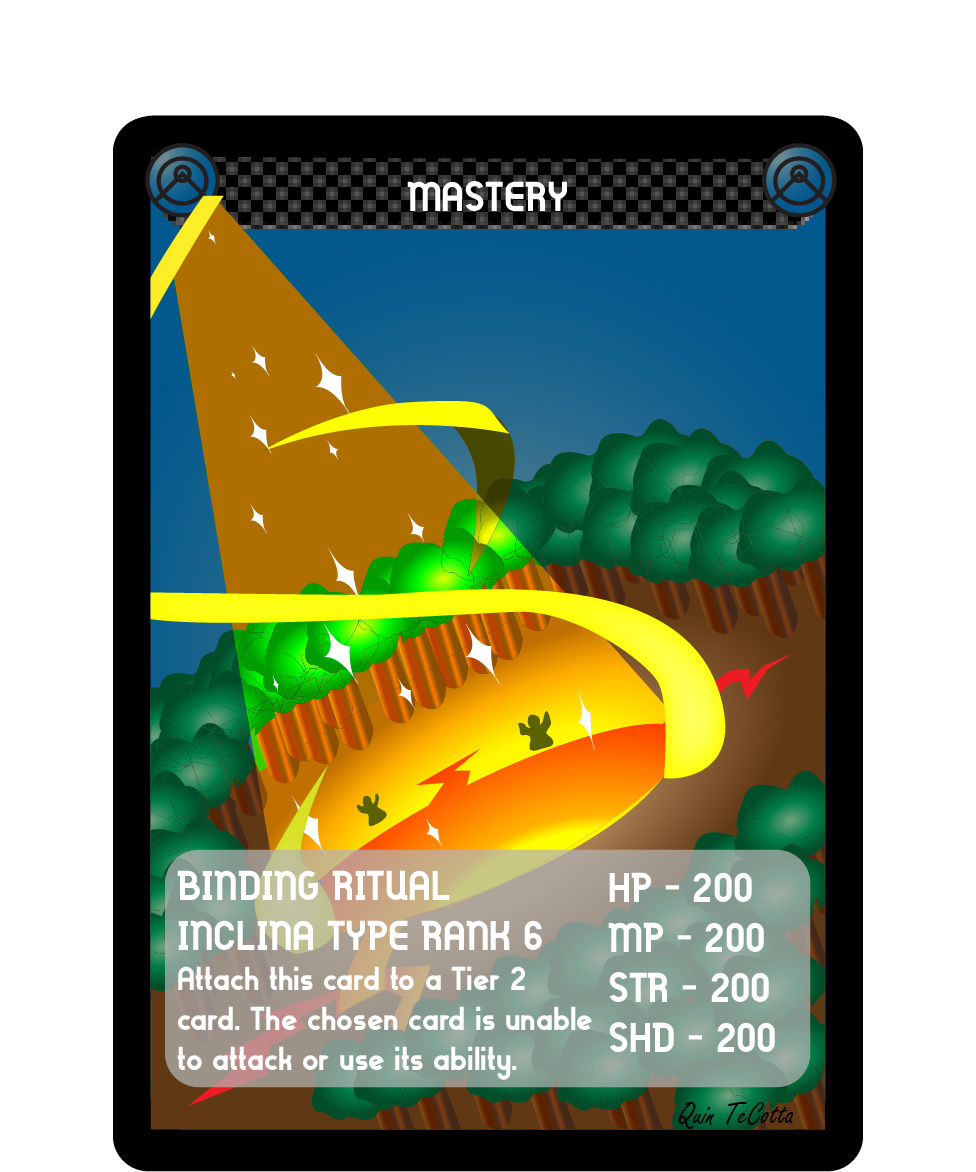 MASTERY
BINDING RITUAL
INCLINA TYPE RANK 6
Attach this card to a Tier 2
card. The chosen card is unable
to attack or use its ability.
HP - 200
MP - 200
STR - 200
SHD - 200
Quin TeCotta